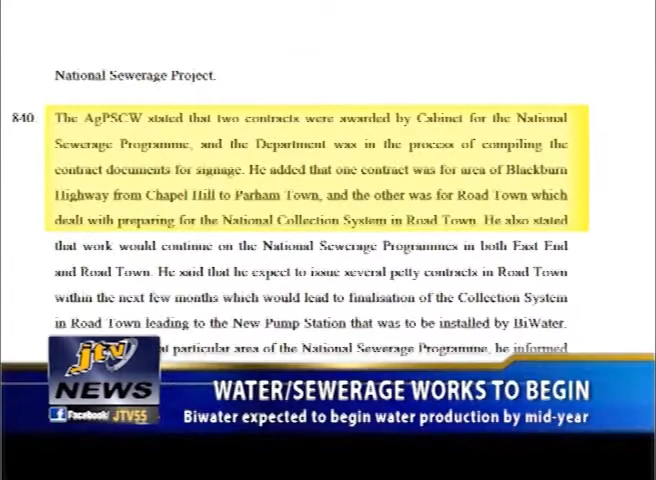 National Sewerage Project.
840. The AgPSCW stated that two contracts were awarded by Cabinet for the National
Sewerage Programme, and the Department was in the process of compiling the
contract documents for signage. He added that one contract was for area of Blackburn
Highway from Chapel Hill to Parham Town, and the other was for Road Town which
dealt with preparing for the National Collection System in Road Town. He also stated
that work would continue on the National Sewerage Programmes in both East End
and Road Town. He said that he expect to issue several petty contracts in Road Town
within the next few months which would lead to finalisation of the Collection System
in Road Town leading to the New Pump Station that was to be installed by BiWater.
t particular area of the National Sewerage Programme, he informed
jtv
NEWS
Facebook/ JTV55
WATER/SEWERAGE WORKS TO BEGIN
Biwater expected to begin water production by mid-year